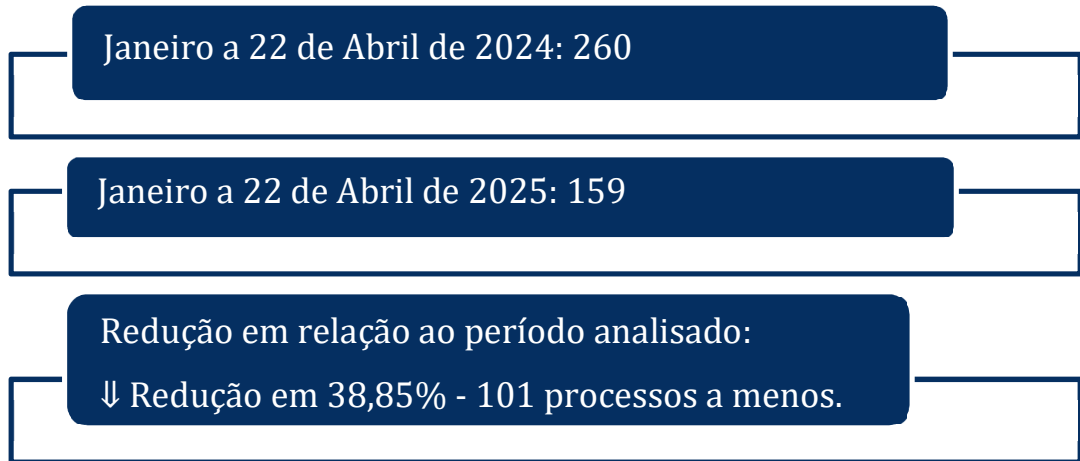 Janeiro a 22 de Abril de 2024: 260
Janeiro a 22 de Abril de 2025: 159
Redução em relação ao período analisado:
⇓ Redução em 38,85% - 101 processos a menos.